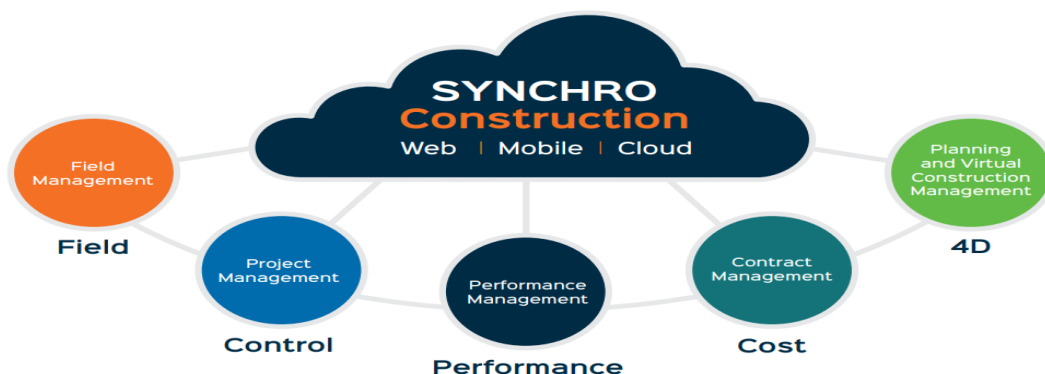 SYNCHRO
Construction
Web | Mobile | Cloud
Field
Management
Field
Project
Management
Control
Performance
Management
Performance
Contract
Management
Cost
Planning
and Virtual
Construction
Management
4D